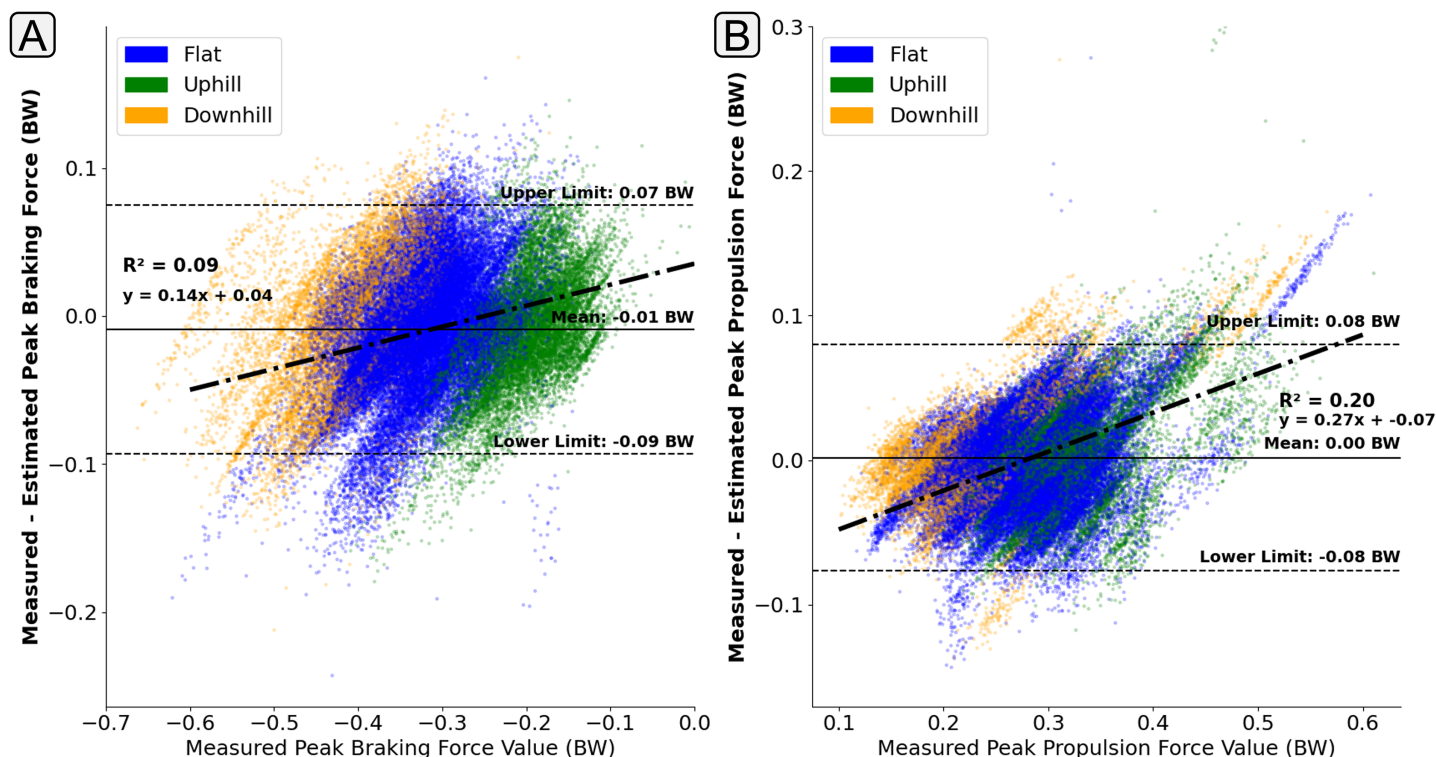 A
Measured - Estimated Peak Braking Force (BW)
Flat
Uphill
Downhill
0.1
0.0
−0.1
−0.2
Upper Limit: 0.07 BW
R² = 0.09
y = 0.14x + 0.04
Mean: -0.01 BW
Lower Limit: -0.09 BW
−0.7 −0.6 −0.5 −0.4 −0.3 −0.2 −0.1 0.0
Measured Peak Braking Force Value (BW)
B
Measured - Estimated Peak Propulsion Force (BW)
Flat
Uphill
Downhill
0.3
0.2
0.1
0.0
−0.1
Upper Limit: 0.08 BW
R² = 0.20
y = 0.27x + -0.07
Mean: 0.00 BW
Lower Limit: -0.08 BW
0.1 0.2 0.3 0.4 0.5 0.6
Measured Peak Propulsion Force Value (BW)